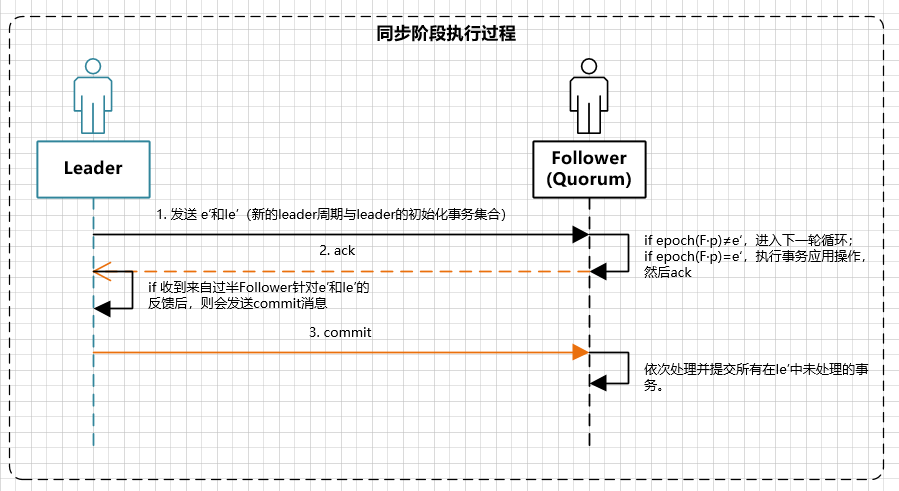 同步阶段执行过程
Leader
Follower
(Quorum)
1. 发送 e’和Ie’（新的leader周期与leader的初始化事务集合）
if epoch(F·p)≠e’，进入下一轮循环；
if epoch(F·p)=e’，执行事务应用操作，
然后ack
2. ack
if 收到来自过半Follower针对e’和Ie’的
反馈后，则会发送commit消息
3. commit
依次处理并提交所有在Ie’中未处理的事
务。